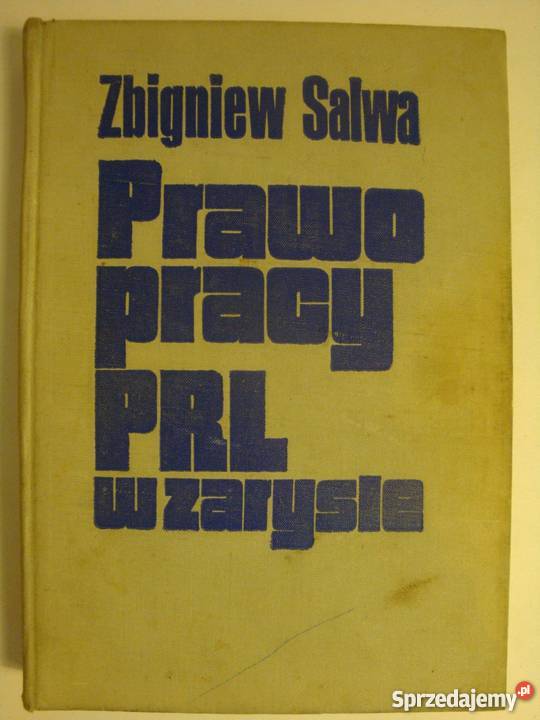 Zbigniew Salwa
Prawo
pracy
PRL
w zarysie
Sprzedajemy.pl